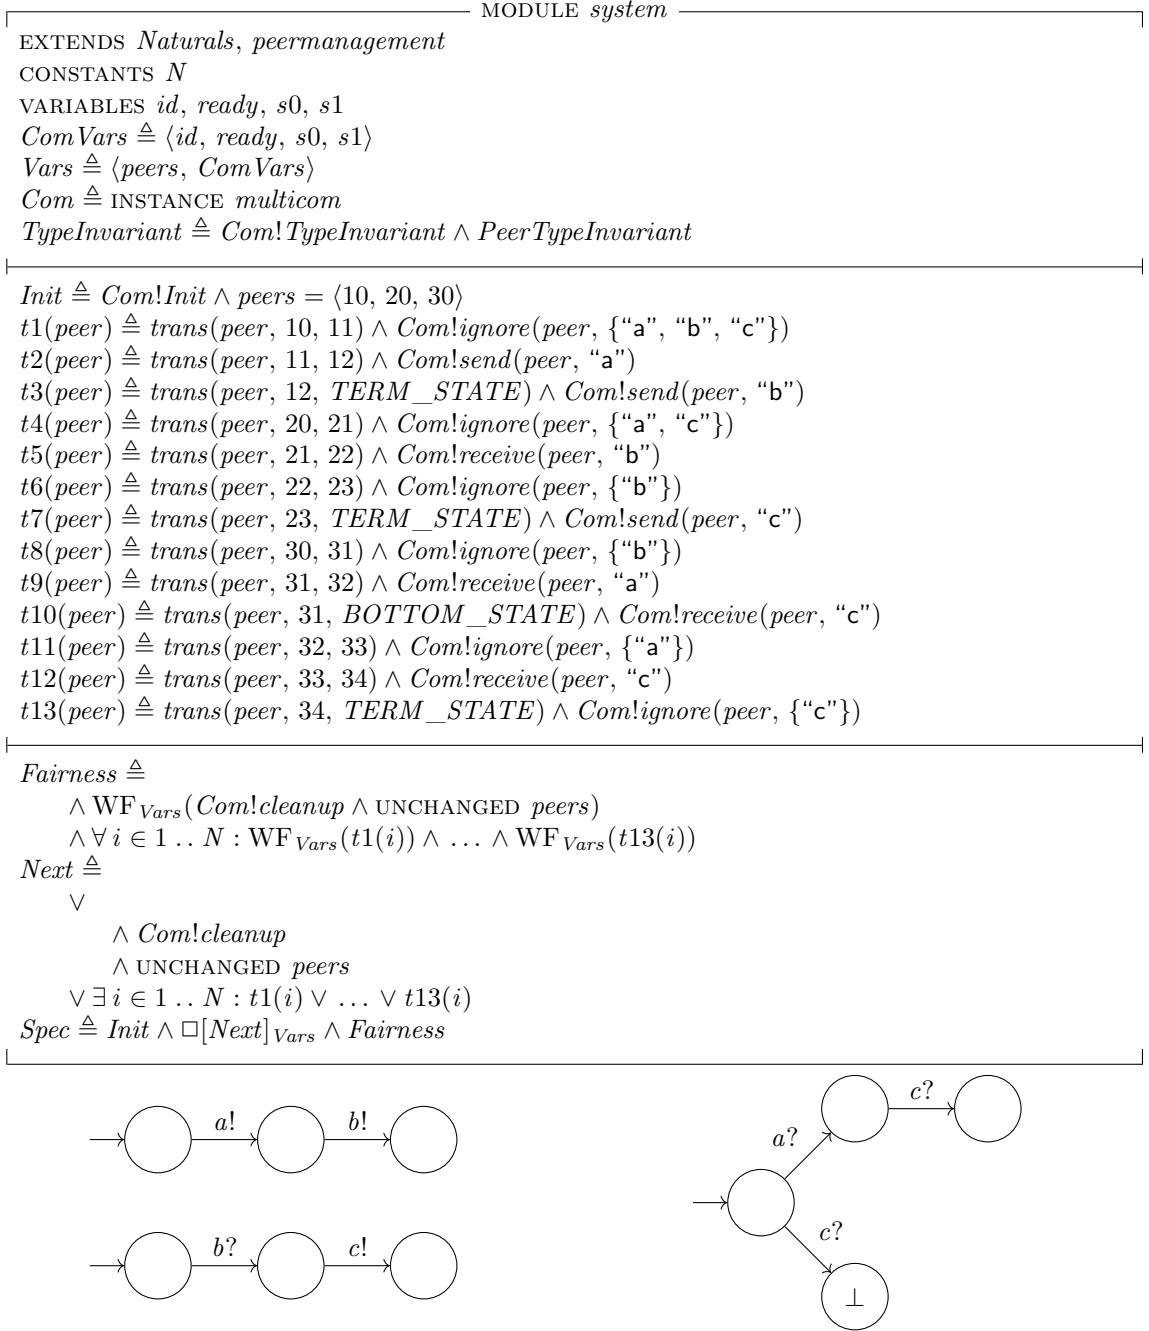 MODULE system
EXTENDS Naturals, peermanagement
CONSTANTS N
VARIABLES id, ready, s0, s1
ComVars ≜ ⟨id, ready, s0, s1⟩
Vars ≜ ⟨peers, ComVars⟩
Com ≜ INSTANCE multicom
TypeInvariant ≜ Com!TypeInvariant ∧ PeerTypeInvariant
Init ≜ Com!Init ∧ peers = ⟨10, 20, 30⟩
t1(peer) ≜ trans(peer, 10, 11) ∧ Com!ignore(peer, {“a”, “b”, “c”})
t2(peer) ≜ trans(peer, 11, 12) ∧ Com!send(peer, “a”)
t3(peer) ≜ trans(peer, 12, TERM_STATE) ∧ Com!send(peer, “b”)
t4(peer) ≜ trans(peer, 20, 21) ∧ Com!ignore(peer, {“a”, “c”})
t5(peer) ≜ trans(peer, 21, 22) ∧ Com!receive(peer, “b”)
t6(peer) ≜ trans(peer, 22, 23) ∧ Com!ignore(peer, {“b”})
t7(peer) ≜ trans(peer, 23, TERM_STATE) ∧ Com!send(peer, “c”)
t8(peer) ≜ trans(peer, 30, 31) ∧ Com!ignore(peer, {“b”})
t9(peer) ≜ trans(peer, 31, 32) ∧ Com!receive(peer, “a”)
t10(peer) ≜ trans(peer, 31, BOTTOM_STATE) ∧ Com!receive(peer, “c”)
t11(peer) ≜ trans(peer, 32, 33) ∧ Com!ignore(peer, {“a”})
t12(peer) ≜ trans(peer, 33, 34) ∧ Com!receive(peer, “c”)
t13(peer) ≜ trans(peer, 34, TERM_STATE) ∧ Com!ignore(peer, {“c”})
Fairness ≜
∧ WF_Vars(Com!cleanup ∧ UNCHANGED peers)
∧ ∀ i ∈ 1 .. N : WF_Vars(t1(i)) ∧ … ∧ WF_Vars(t13(i))
Next ≜
∨
∧ Com!cleanup
∧ UNCHANGED peers
∨ ∃ i ∈ 1 .. N : t1(i) ∨ … ∨ t13(i)
Spec ≜ Init ∧ □[Next]_Vars ∧ Fairness
a! b!
b? c!
c?
a?
c?
⊥